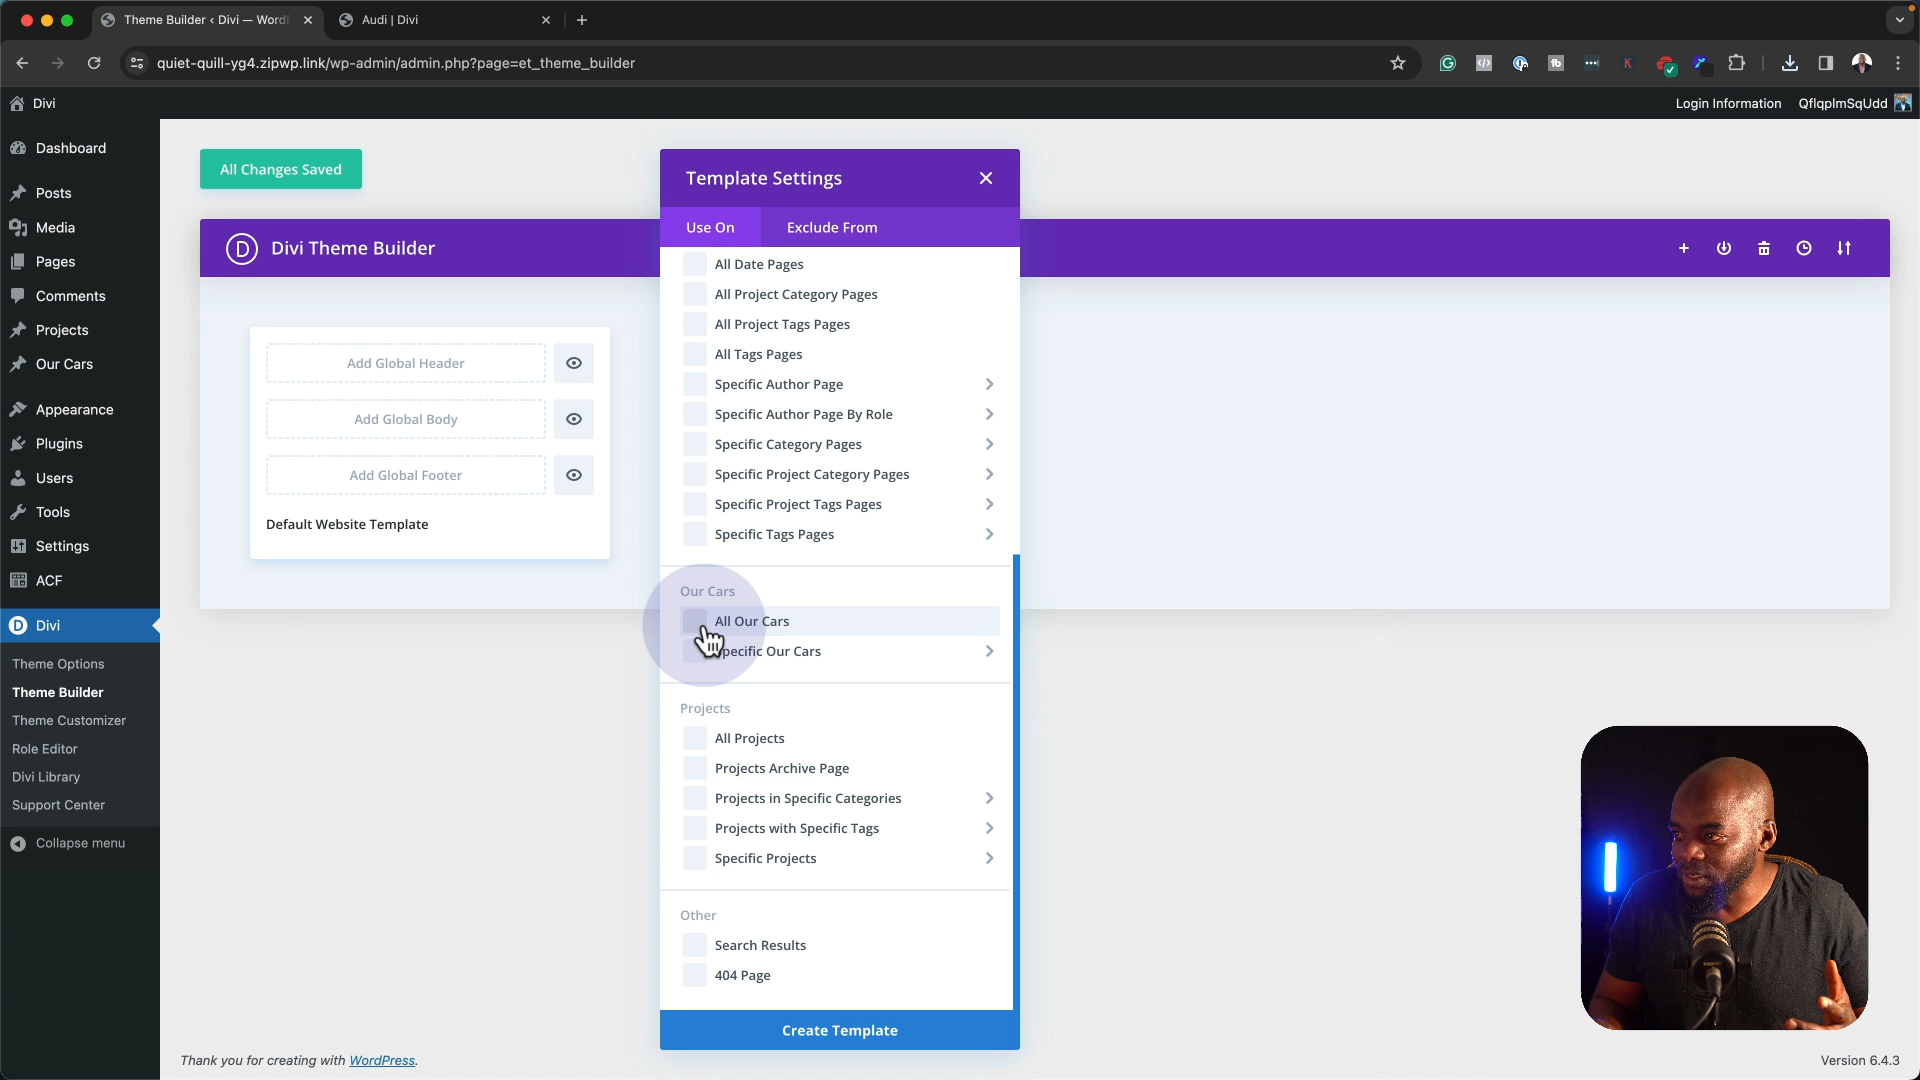 Theme Builder ‹ Divi — WordP
Audi | Divi
quiet-quill-yg4.zipwp.link/wp-admin/admin.php?page=et_theme_builder
Divi
Login Information
QflqplmSqUdd
Dashboard
Posts
Media
Pages
Comments
Projects
Our Cars
Appearance
Plugins
Users
Tools
Settings
ACF
Divi
Theme Options
Theme Builder
Theme Customizer
Role Editor
Divi Library
Support Center
Collapse menu
All Changes Saved
Divi Theme Builder
Add Global Header
Add Global Body
Add Global Footer
Default Website Template
Template Settings
Use On
Exclude From
All Date Pages
All Project Category Pages
All Project Tags Pages
All Tags Pages
Specific Author Page
Specific Author Page By Role
Specific Category Pages
Specific Project Category Pages
Specific Project Tags Pages
Specific Tags Pages
Our Cars
All Our Cars
pecific Our Cars
Projects
All Projects
Projects Archive Page
Projects in Specific Categories
Projects with Specific Tags
Specific Projects
Other
Search Results
404 Page
Create Template
Thank you for creating with WordPress.
Version 6.4.3